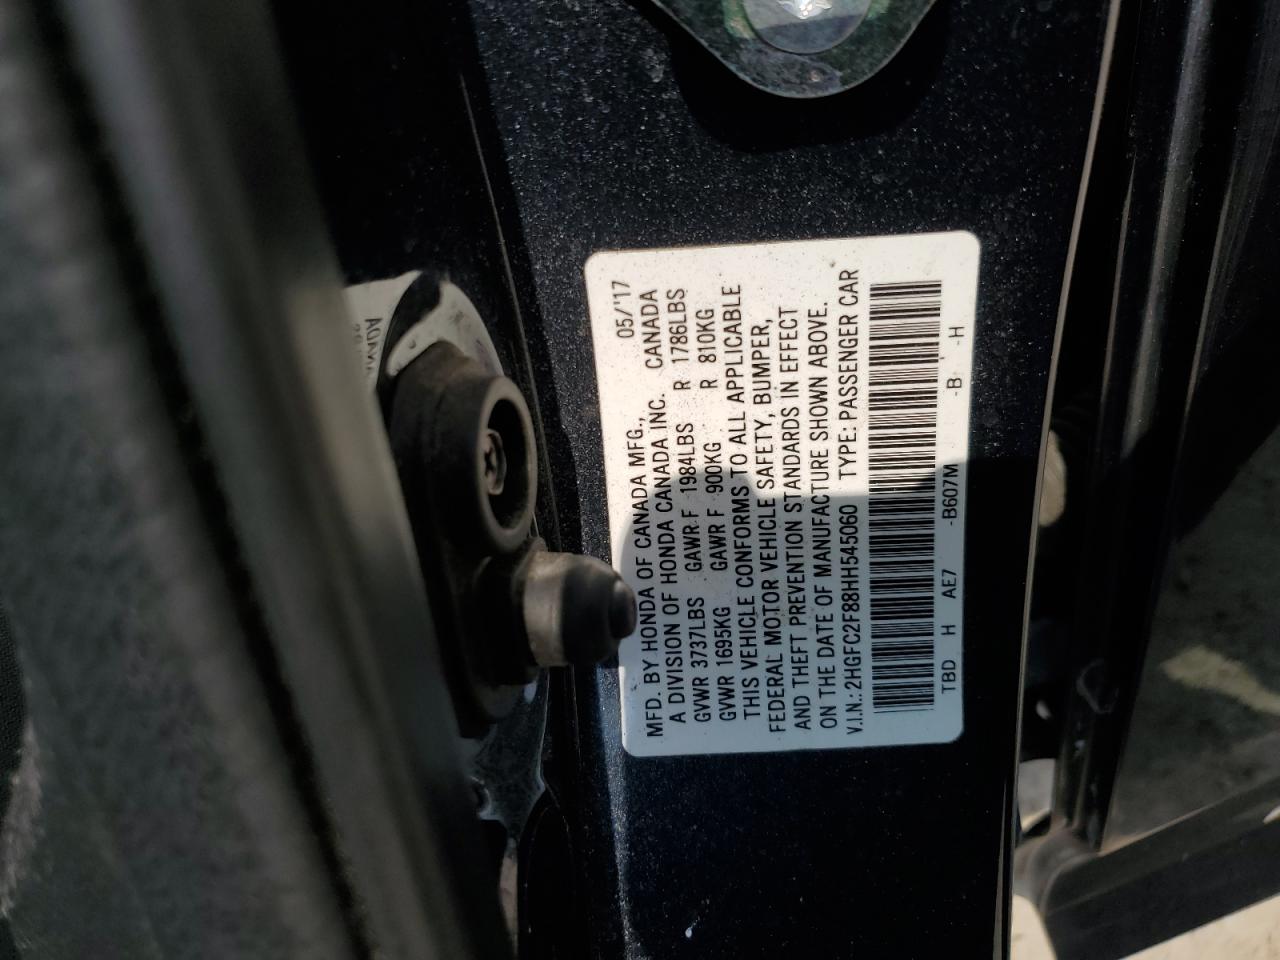 MFD. BY HONDA OF CANADA MFG., 05/'17
A DIVISION OF HONDA CANADA INC. CANADA
GVWR 3737LBS GAWR F 1984LBS R 1786LBS
GVWR 1695KG GAWR F 900KG R 810KG
THIS VEHICLE CONFORMS TO ALL APPLICABLE
FEDERAL MOTOR VEHICLE SAFETY, BUMPER,
AND THEFT PREVENTION STANDARDS IN EFFECT
ON THE DATE OF MANUFACTURE SHOWN ABOVE.
V.I.N.: 2HGFC2F88HH545060 TYPE: PASSENGER CAR
TBD H AE7 -B607M -B ' -H